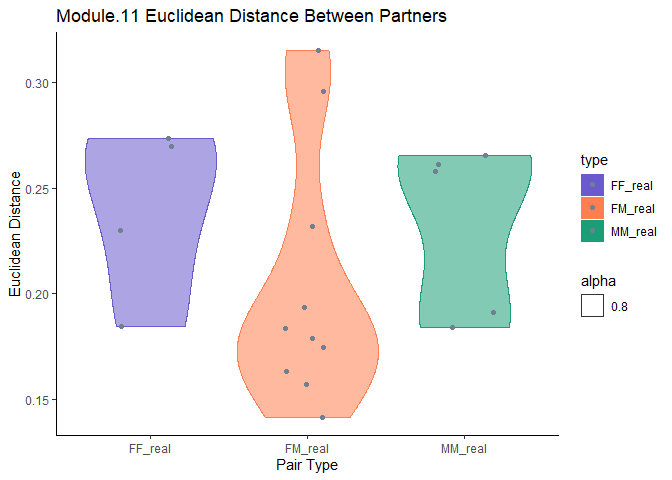 Module.11 Euclidean Distance Between Partners
Euclidean Distance
0.30
0.25
0.20
0.15
FF_real
FM_real
MM_real
Pair Type
type
FF_real
FM_real
MM_real
alpha
0.8